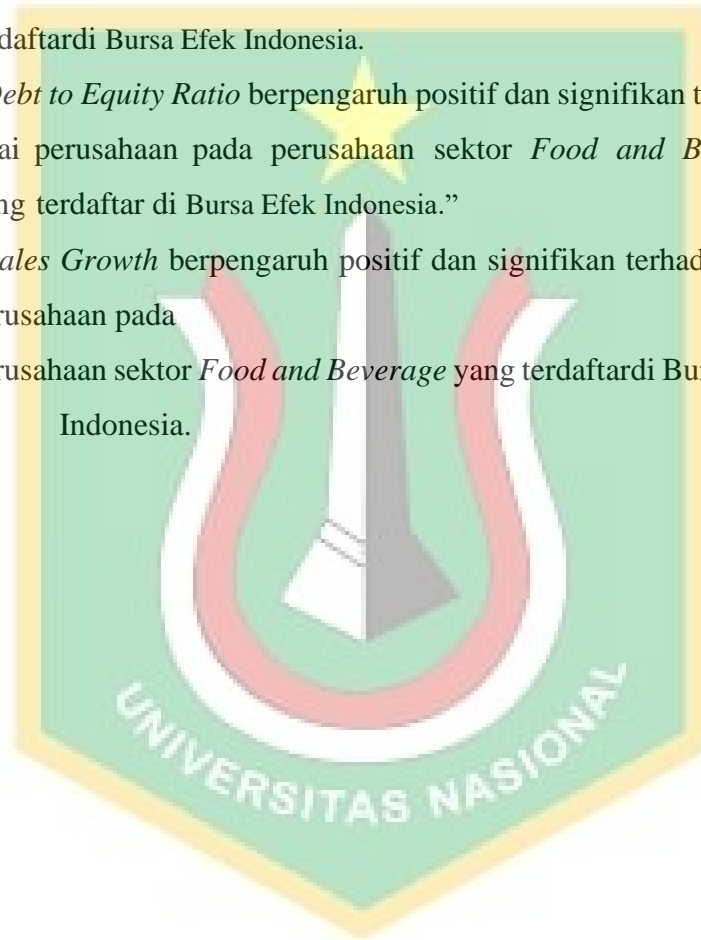 daftardi Bursa Efek Indonesia.
Debt to Equity Ratio berpengaruh positif dan signifikan t
ai perusahaan pada perusahaan sektor Food and B
ng terdaftar di Bursa Efek Indonesia.”
ales Growth berpengaruh positif dan signifikan terhad
rusahaan pada
rusahaan sektor Food and Beverage yang terdaftardi Bu
Indonesia.
UNIVERSITAS NASIONAL